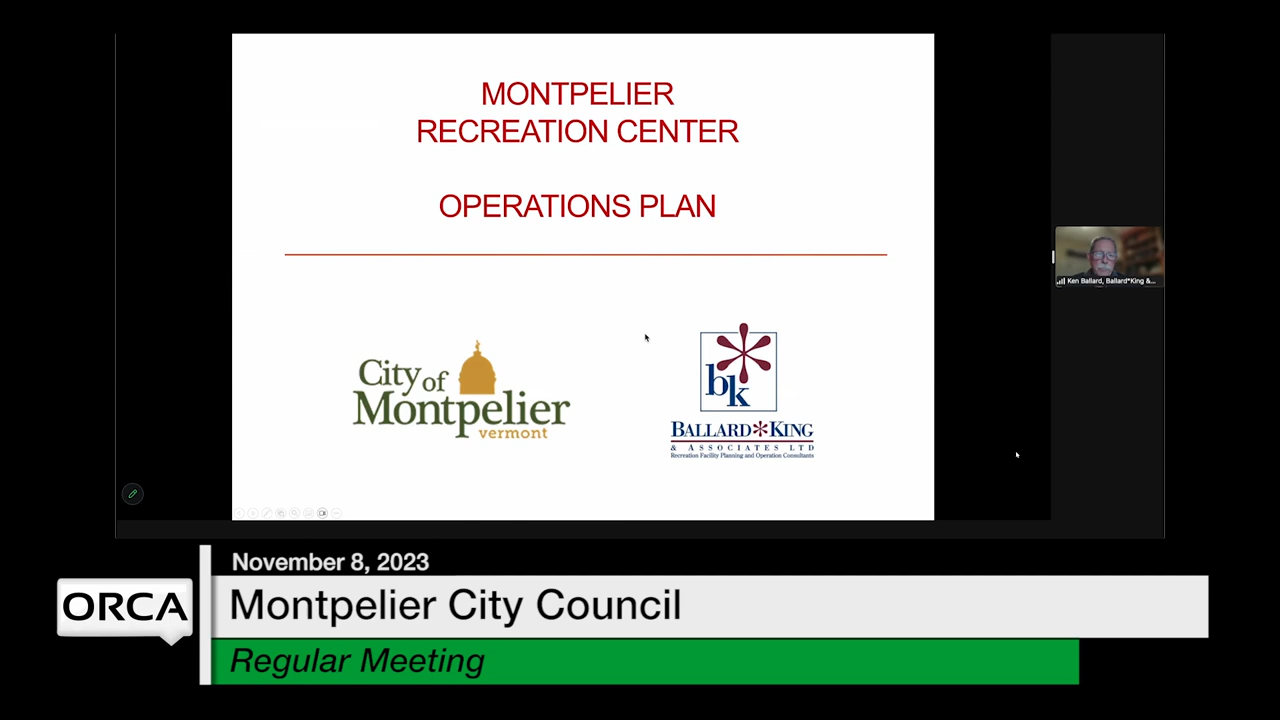 MONTPELIER
RECREATION CENTER
OPERATIONS PLAN
City of
Montpelier
vermont
bk
BALLARD*KING
& ASSOCIATES LTD
Recreation Facility Planning and Operation Consultants
Ken Ballard, Ballard*King &...
November 8, 2023
ORCA
Montpelier City Council
Regular Meeting